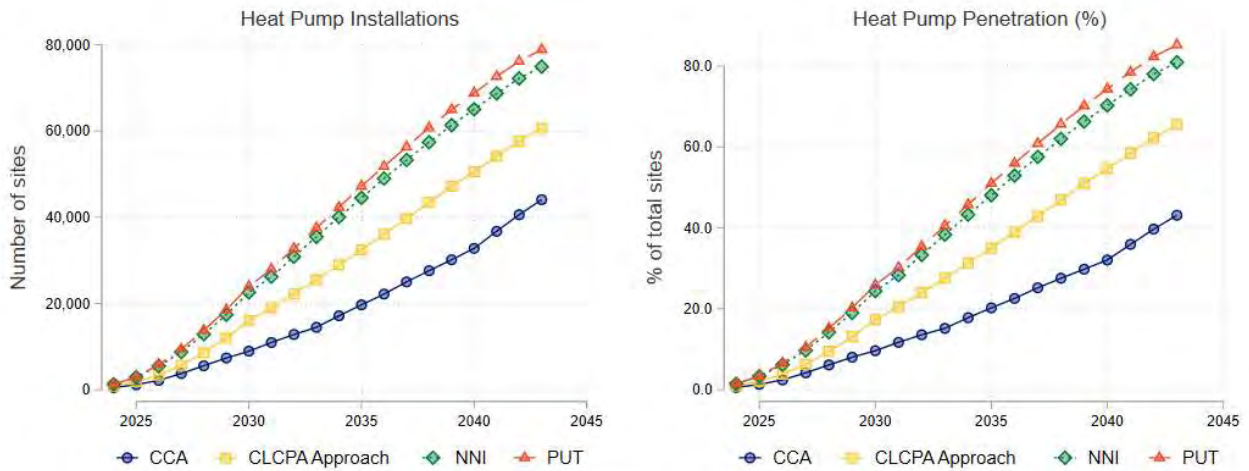 Heat Pump Installations
Number of sites
80,000
60,000
40,000
20,000
0
2025 2030 2035 2040 2045
CCA CLCPA Approach NNI PUT
Heat Pump Penetration (%)
% of total sites
80.0
60.0
40.0
20.0
0.0
2025 2030 2035 2040 2045
CCA CLCPA Approach NNI PUT